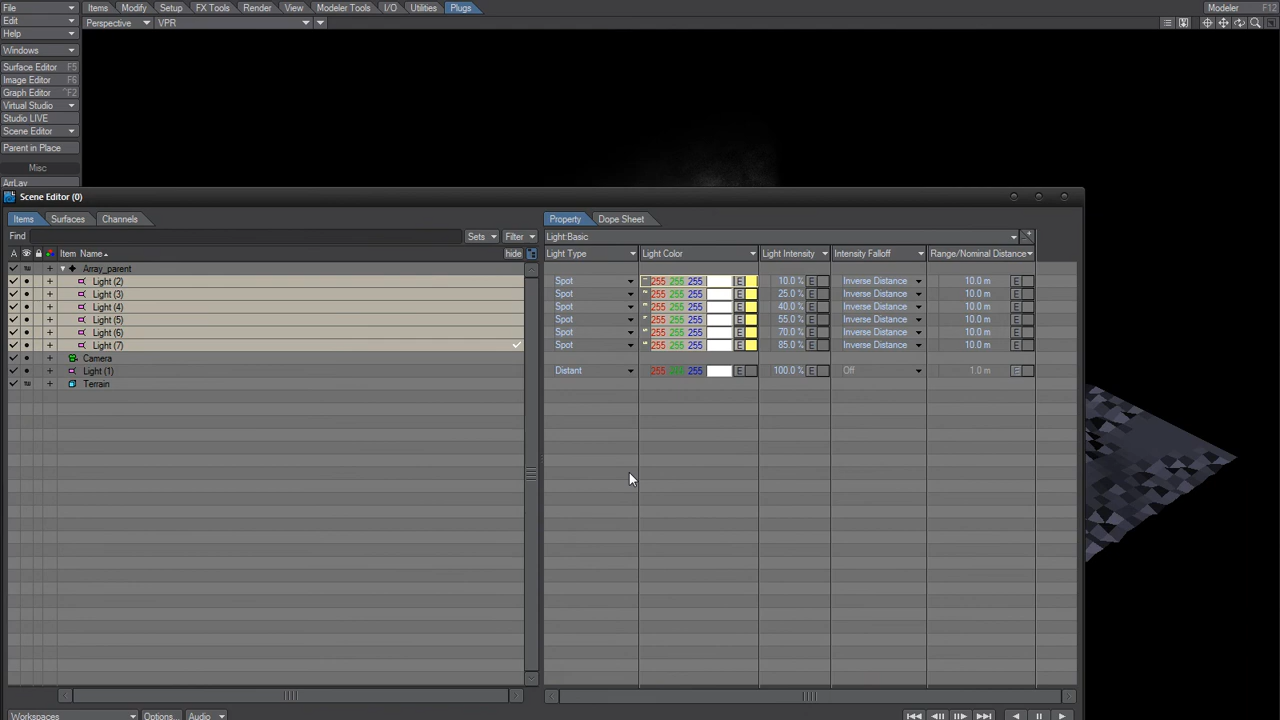 File Items Modify Setup FX Tools Render View Modeler Tools I/O Utilities Plugs Modeler F12
Edit Perspective VPR
Help
Windows
Surface Editor F5
Image Editor F6
Graph Editor ^F2
Virtual Studio
Studio LIVE
Scene Editor
Parent in Place
Misc
ArrLay
Scene Editor (0)
Items Surfaces Channels Property Dope Sheet
Find Sets Filter Light:Basic
A Item Name hide Light Type Light Color Light Intensity Intensity Falloff Range/Nominal Distance
Array_parent
Light (2) Spot 255 255 255 E 10.0 % E Inverse Distance 10.0 m E
Light (3) Spot 255 255 255 E 25.0 % E Inverse Distance 10.0 m E
Light (4) Spot 255 255 255 E 40.0 % E Inverse Distance 10.0 m E
Light (5) Spot 255 255 255 E 55.0 % E Inverse Distance 10.0 m E
Light (6) Spot 255 255 255 E 70.0 % E Inverse Distance 10.0 m E
Light (7) Spot 255 255 255 E 85.0 % E Inverse Distance 10.0 m E
Camera
Light (1) Distant 255 255 255 E 100.0 % E Off 1.0 m E
Terrain
Workspaces Options... Audio